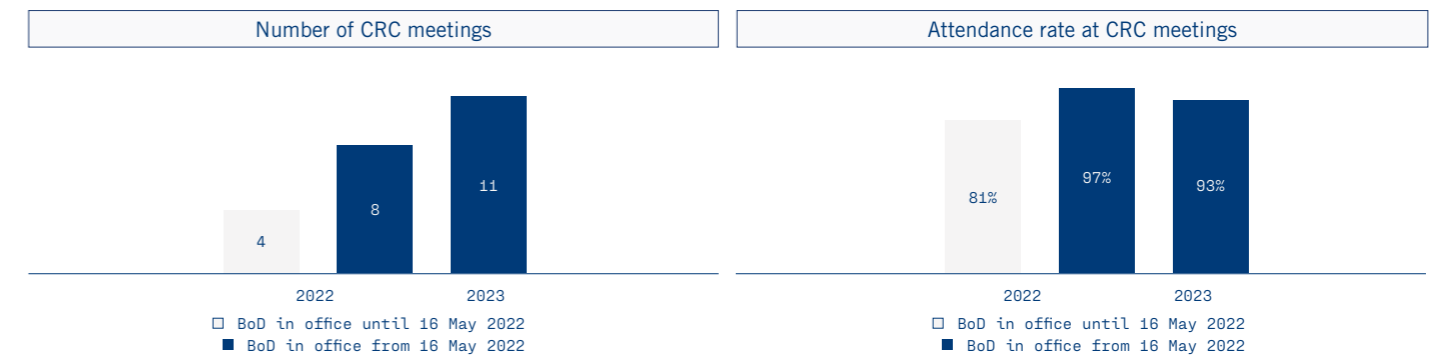 Number of CRC meetings
4
8
11
2022
2023
BoD in office until 16 May 2022
BoD in office from 16 May 2022
Attendance rate at CRC meetings
81%
97%
93%
2022
2023
BoD in office until 16 May 2022
BoD in office from 16 May 2022